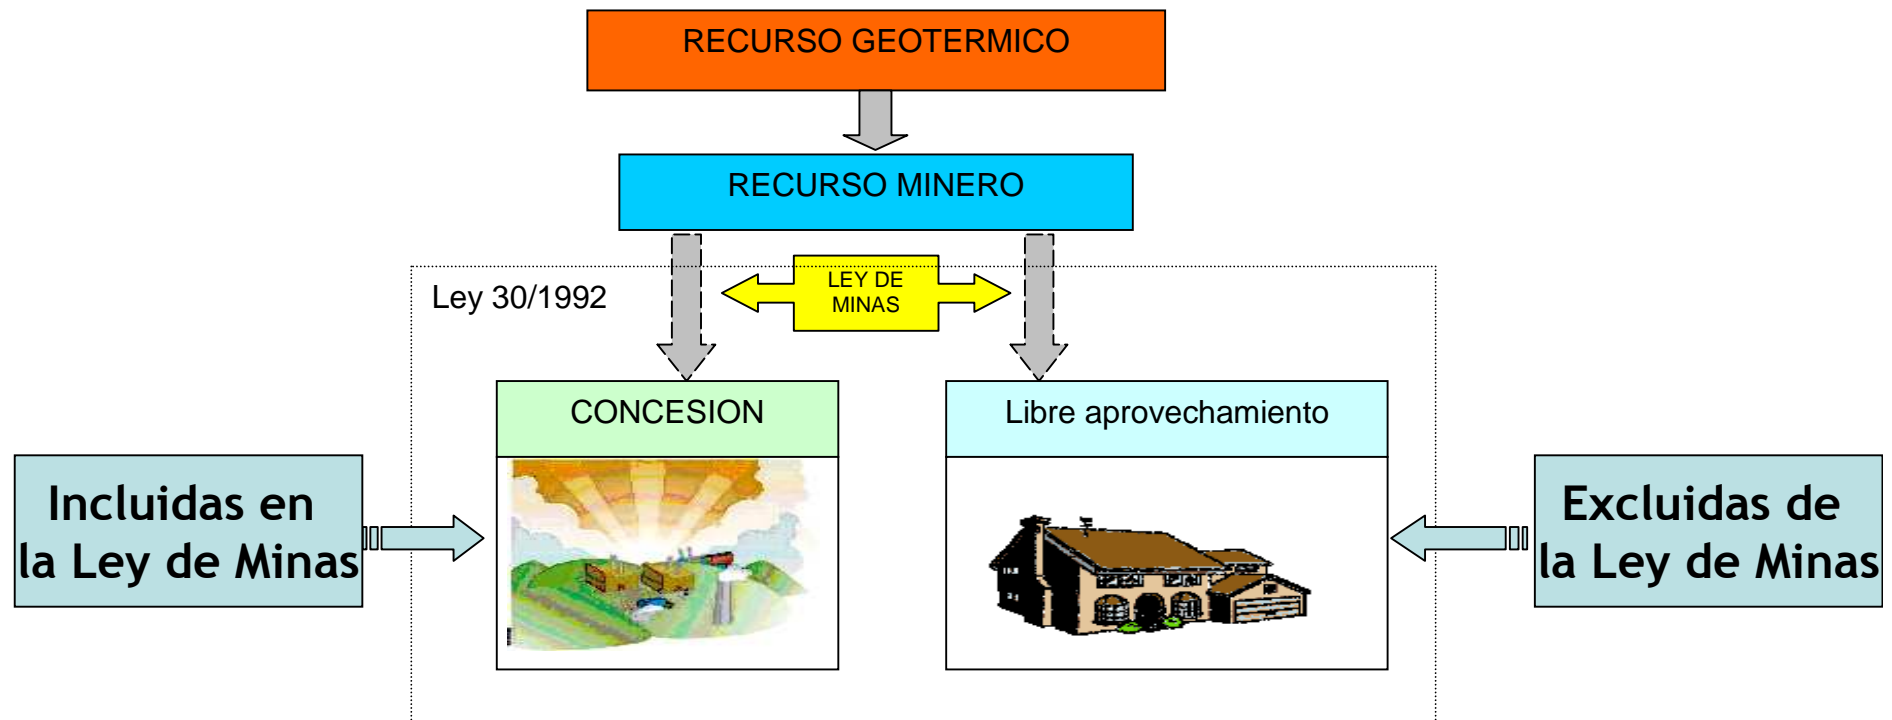 RECURSO GEOTERMICO
RECURSO MINERO
LEY DE
MINAS
Ley 30/1992
CONCESION
Libre aprovechamiento
Incluidas en
la Ley de Minas
Excluidas de
la Ley de Minas